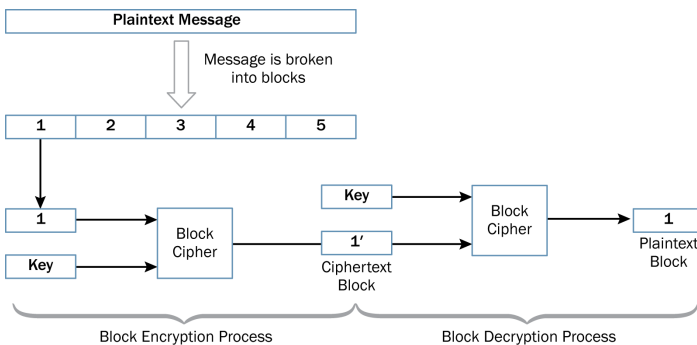 Plaintext Message
Message is broken
into blocks
1 2 3 4 5
1
Key
Block
Cipher
Key
1′
Ciphertext
Block
Block
Cipher
1
Plaintext
Block
Block Encryption Process
Block Decryption Process